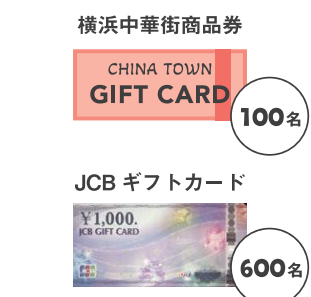 横浜中華街商品券
CHINA TOWN
GIFT CARD
100名
JCB ギフトカード
￥1,000.
JCB GIFT CARD
JCB
600名